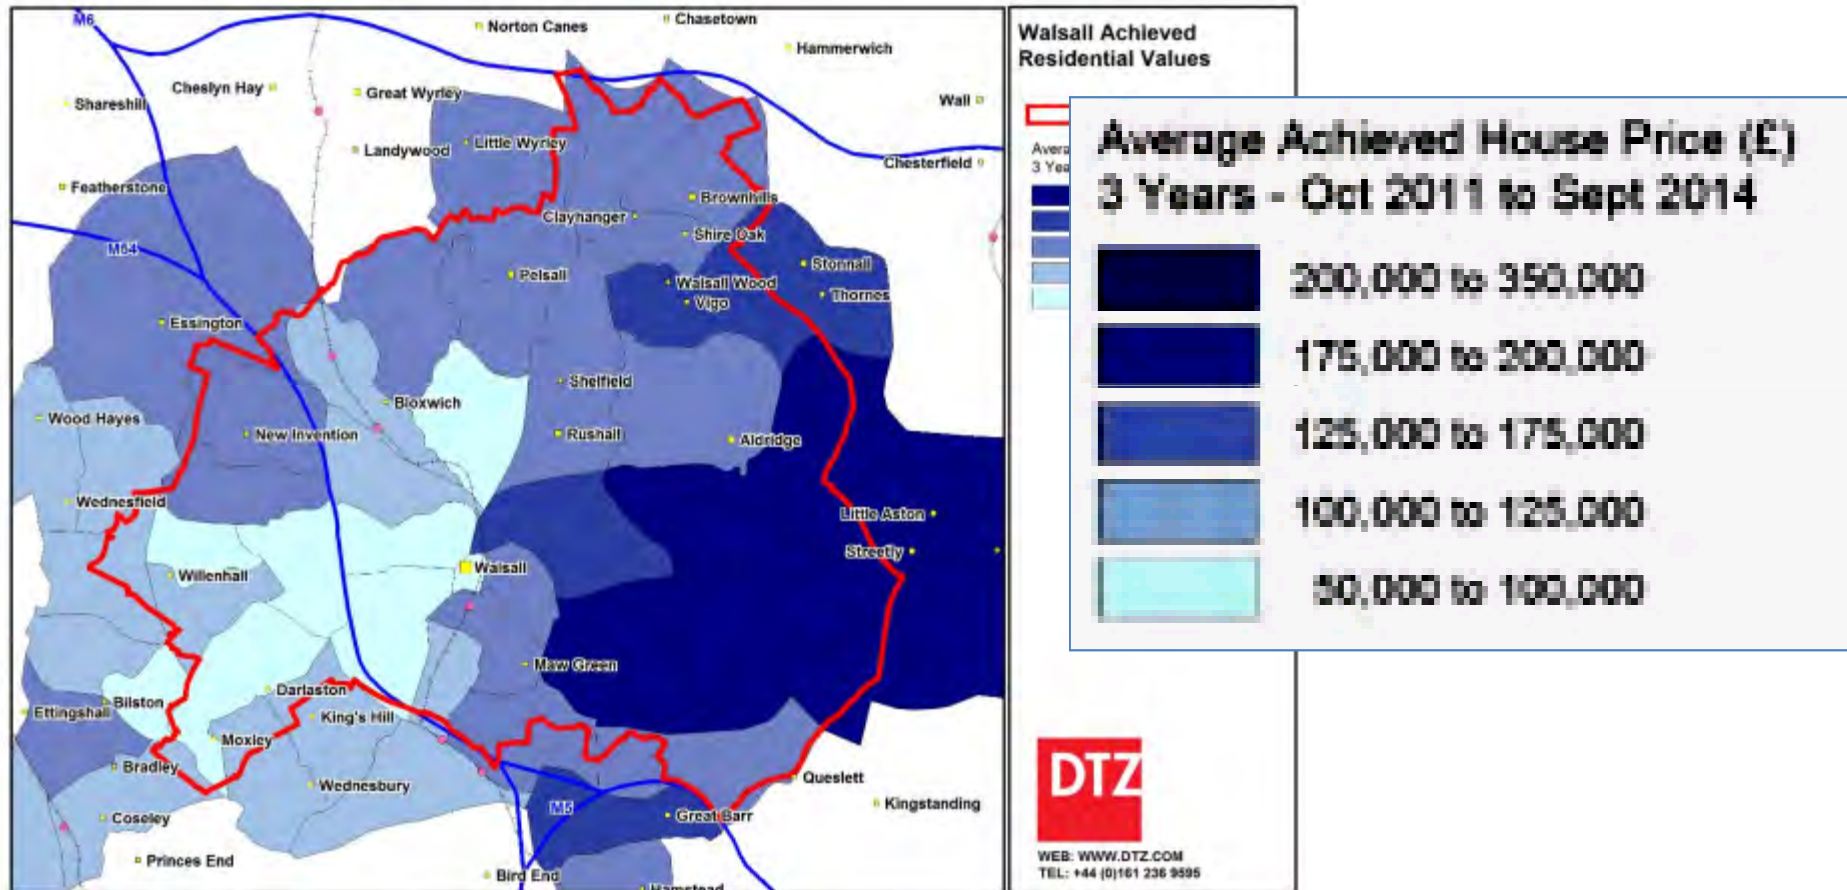 M6
Norton Canes
Chasetown
Hammerwich
Cheslyn Hay
Great Wyrley
Shareshill
Wall
Landywood
Little Wyrley
Chesterfield
Featherstone
Brownhills
Clayhanger
Shire Oak
M54
Pelsall
Stonnall
Walsall Wood
Thornes
Vigo
Essington
Shelfield
Bloxwich
Wood Hayes
New Invention
Rushall
Aldridge
Wednesfield
Little Aston
Streetly
Willenhall
Walsall
Maw Green
Darlaston
Bilston
Ettingshall
King's Hill
Moxley
Bradley
Wednesbury
Queslett
M5
Great Barr
Kingstanding
Coseley
Princes End
Bird End
Hamstead
Walsall Achieved
Residential Values
Avera
3 Yea
Average Achieved House Price (£)
3 Years - Oct 2011 to Sept 2014
200,000 to 350,000
175,000 to 200,000
125,000 to 175,000
100,000 to 125,000
50,000 to 100,000
DTZ
WEB: WWW.DTZ.COM
TEL: +44 (0)161 236 9595